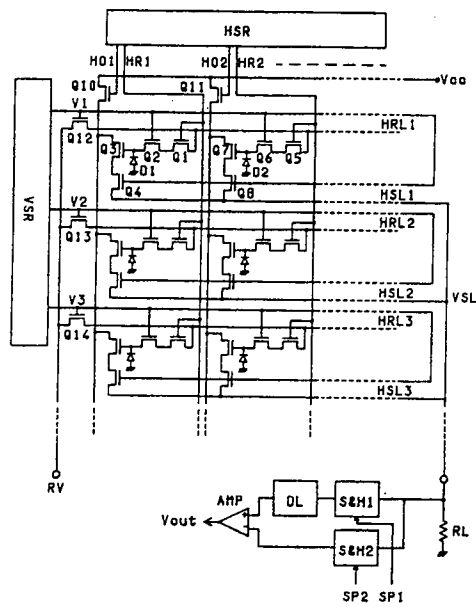 HSR
HO1 HR1 HO2 HR2
Q10 Q11 Vcc
V1
Q12 HRL1
Q3 Q2 Q1 Q7 Q6 Q5
D1 D2
VSR
Q4 Q8
HSL1
V2
HRL2
Q13
HSL2 VSL
V3
HRL3
Q14
HSL3
RV
AMP DL S&H1
Vout RL
S&H2
SP2 SP1